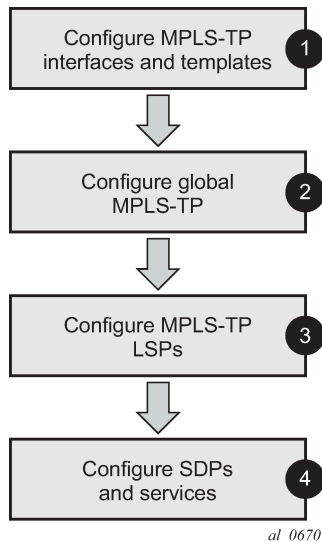 Configure MPLS-TP
interfaces and templates
1
Configure global
MPLS-TP
2
Configure MPLS-TP
LSPs
3
Configure SDPs
and services
4
al_0670